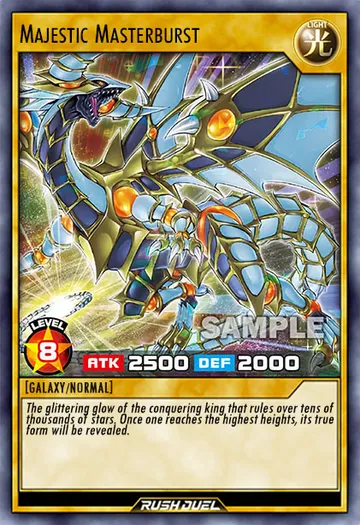 Majestic Masterburst
LIGHT
光
SAMPLE
LEVEL
8
ATK 2500 DEF 2000
[GALAXY/NORMAL]
The glittering glow of the conquering king that rules over tens of
thousands of stars. Once one reaches the highest heights, its true
form will be revealed.
RUSH DUEL